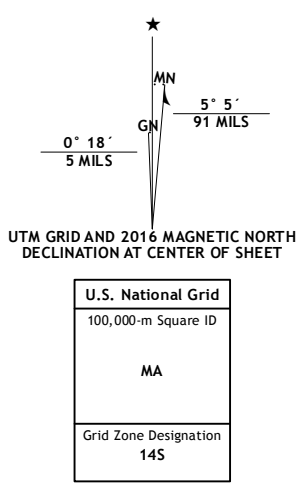 ★
MN
GN
5° 5´
91 MILS
0° 18´
5 MILS
UTM GRID AND 2016 MAGNETIC NORTH
DECLINATION AT CENTER OF SHEET
U.S. National Grid
100,000-m Square ID
MA
Grid Zone Designation
14S